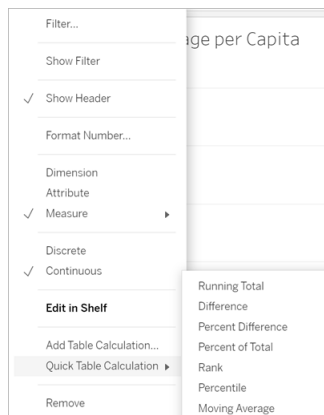 Filter...
age per Capita
Show Filter
Show Header
Format Number...
Dimension
Attribute
Measure
Discrete
Continuous
Edit in Shelf
Add Table Calculation...
Quick Table Calculation
Remove
Running Total
Difference
Percent Difference
Percent of Total
Rank
Percentile
Moving Average